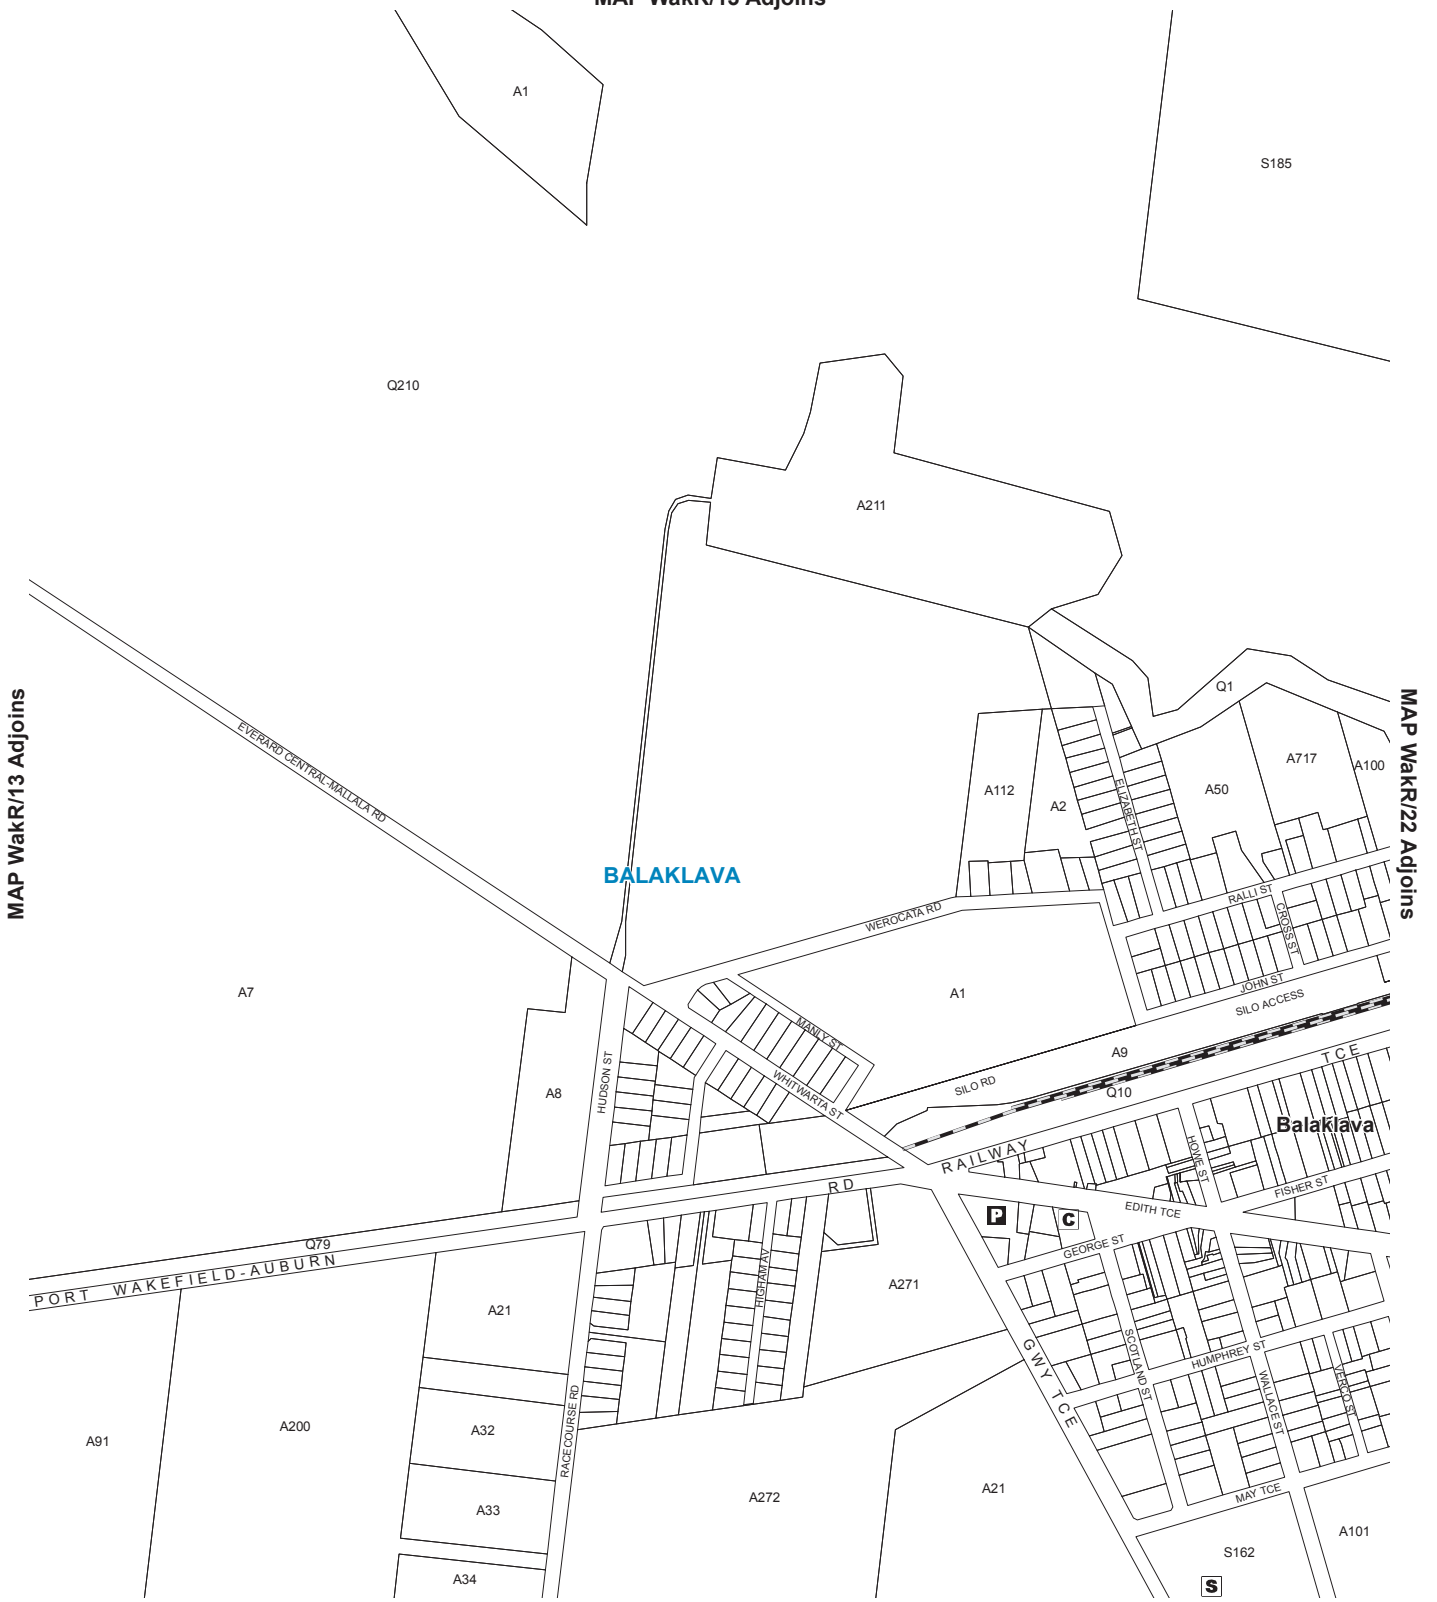 MAP WakR/13 Adjoins
A1
S185
Q210
A211
MAP WakR/13 Adjoins
MAP WakR/22 Adjoins
Q1
EVERARD CENTRAL-MALLALA RD
A717
A100
A112
A2
ELIZABETH ST
A50
BALAKLAVA
RALLI ST
WEROCATA RD
CROSS ST
A7
A1
JOHN ST
SILO ACCESS
MANLY ST
A9
TCE
HUDSON ST
A8
WHITWARTA ST
SILO RD
Q10
Balaklava
RAILWAY
HOWE ST
RD
FISHER ST
P
C
EDITH TCE
Q79
GEORGE ST
PORT WAKEFIELD-AUBURN
HIGHAM AV
A271
A21
SCOTLAND ST
HUMPHREY ST
GWY TCE
VERCO ST
WALLACE ST
RACECOURSE RD
A91
A200
A32
A272
A21
MAY TCE
A33
A101
S162
A34
S